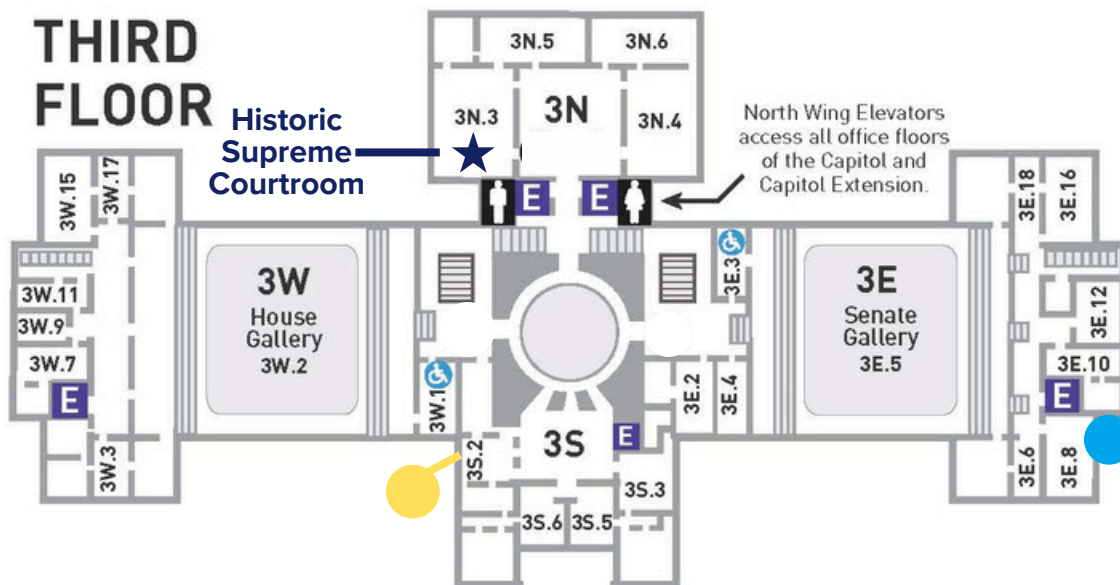 THIRD
FLOOR
Historic
Supreme
Courtroom
3N.5
3N.6
3N.3
3N
3N.4
North Wing Elevators
access all office floors
of the Capitol and
Capitol Extension.
E
E
3W.15
3W.17
3E.18
3E.16
3W.11
3W.9
3W.7
E
3W.3
3W
House
Gallery
3W.2
3W.1
3E.3
3E
Senate
Gallery
3E.5
3E.12
3E.10
E
3E.2
3E.4
3E.6
3E.8
3S
E
3S.2
3S.3
3S.6
3S.5